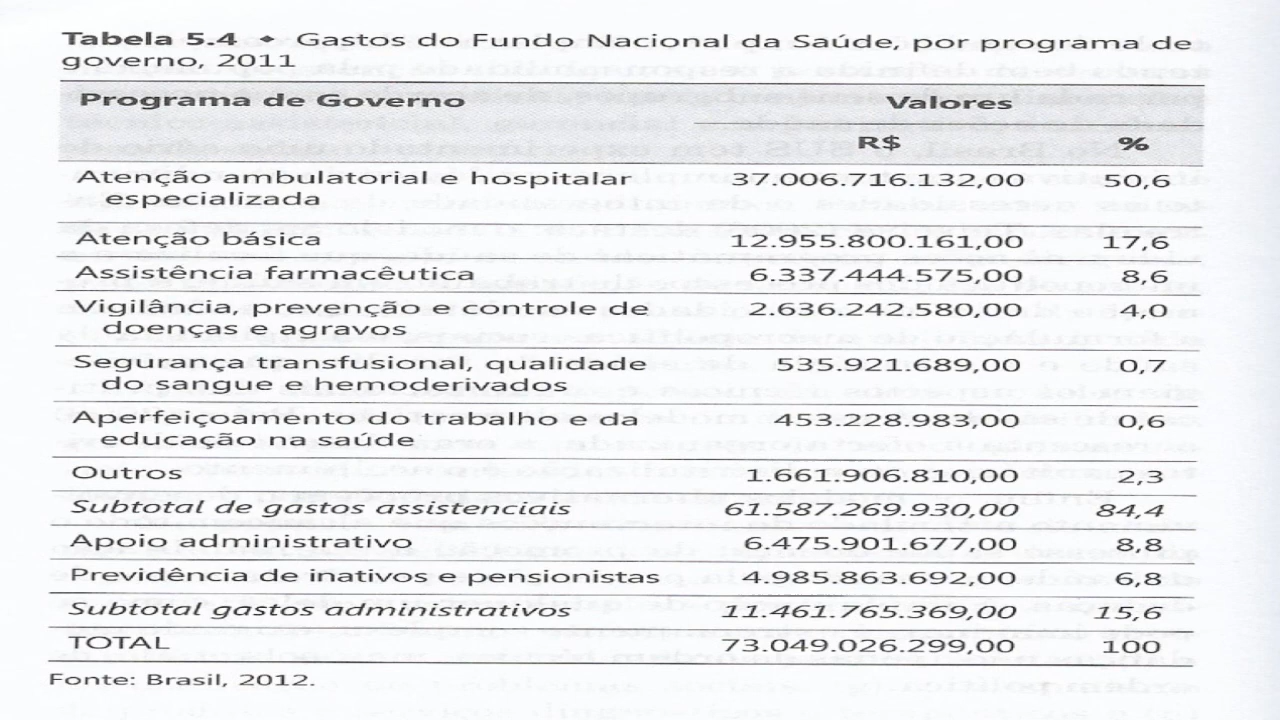 Tabela 5.4 ◆ Gastos do Fundo Nacional da Saúde, por programa de
governo, 2011
Programa de Governo Valores
R$ %
Atenção ambulatorial e hospitalar 37.006.716.132,00 50,6
especializada
Atenção básica 12.955.800.161,00 17,6
Assistência farmacêutica 6.337.444.575,00 8,6
Vigilância, prevenção e controle de 2.636.242.580,00 4,0
doenças e agravos
Segurança transfusional, qualidade 535.921.689,00 0,7
do sangue e hemoderivados
Aperfeiçoamento do trabalho e da 453.228.983,00 0,6
educação na saúde
Outros 1.661.906.810,00 2,3
Subtotal de gastos assistenciais 61.587.269.930,00 84,4
Apoio administrativo 6.475.901.677,00 8,8
Previdência de inativos e pensionistas 4.985.863.692,00 6,8
Subtotal gastos administrativos 11.461.765.369,00 15,6
TOTAL 73.049.026.299,00 100
Fonte: Brasil, 2012.